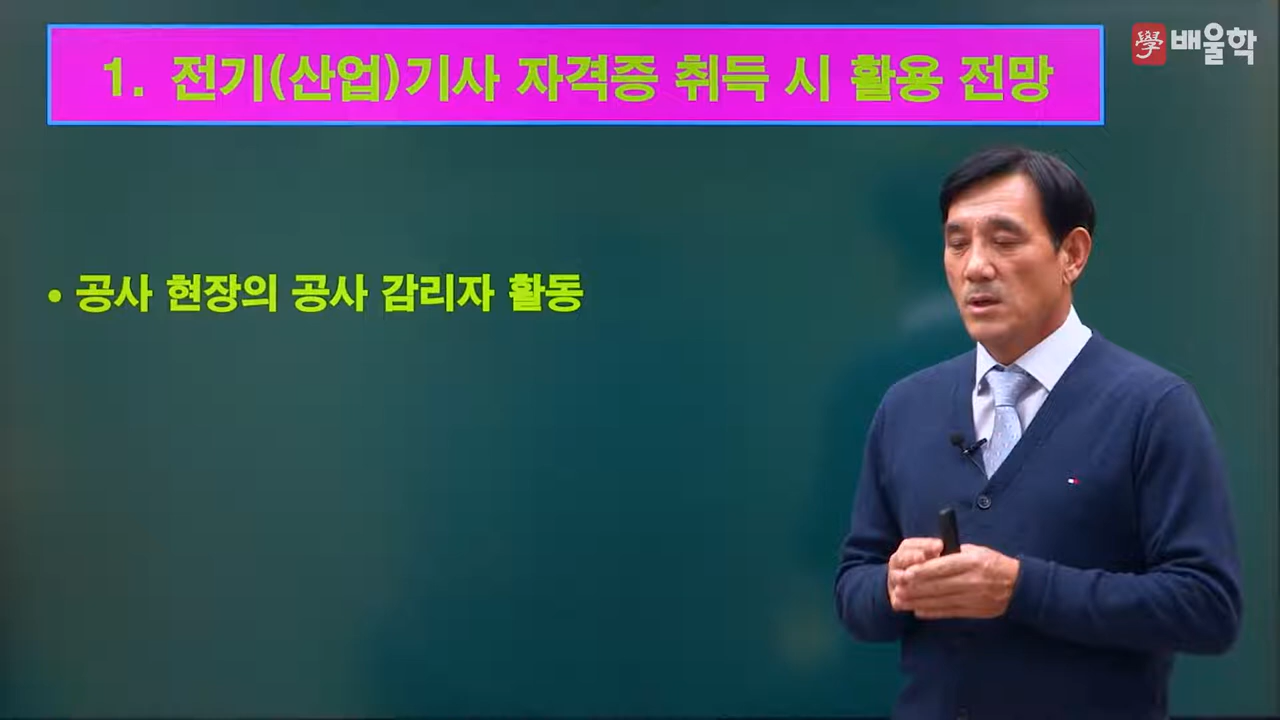 1. 전기(산업)기사 자격증 취득 시 활용 전망
學 배울학
• 공사 현장의 공사 감리자 활동